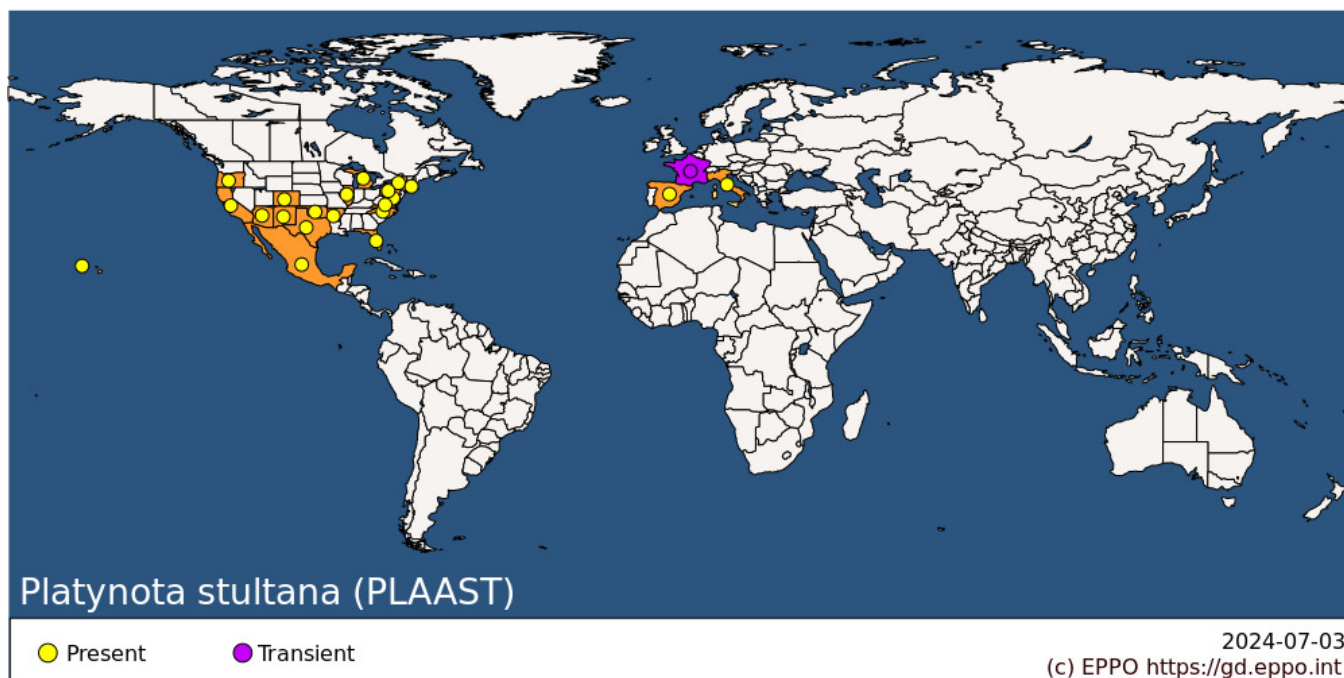 Platynota stultana (PLAAST)
Present
Transient
2024-07-03
(c) EPPO https://gd.eppo.int